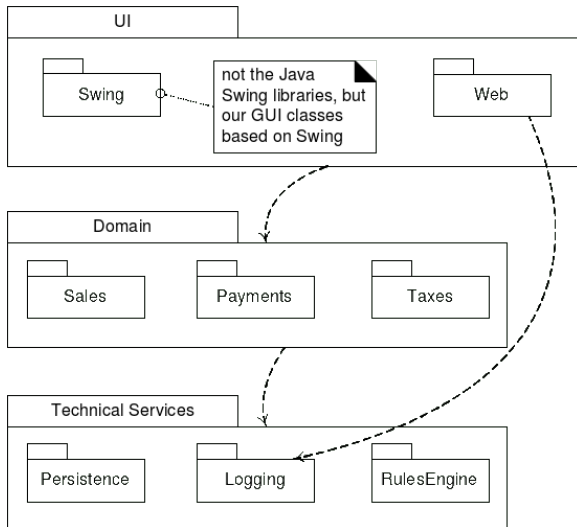 UI
Swing
not the Java
Swing libraries, but
our GUI classes
based on Swing
Web
Domain
Sales
Payments
Taxes
Technical Services
Persistence
Logging
RulesEngine